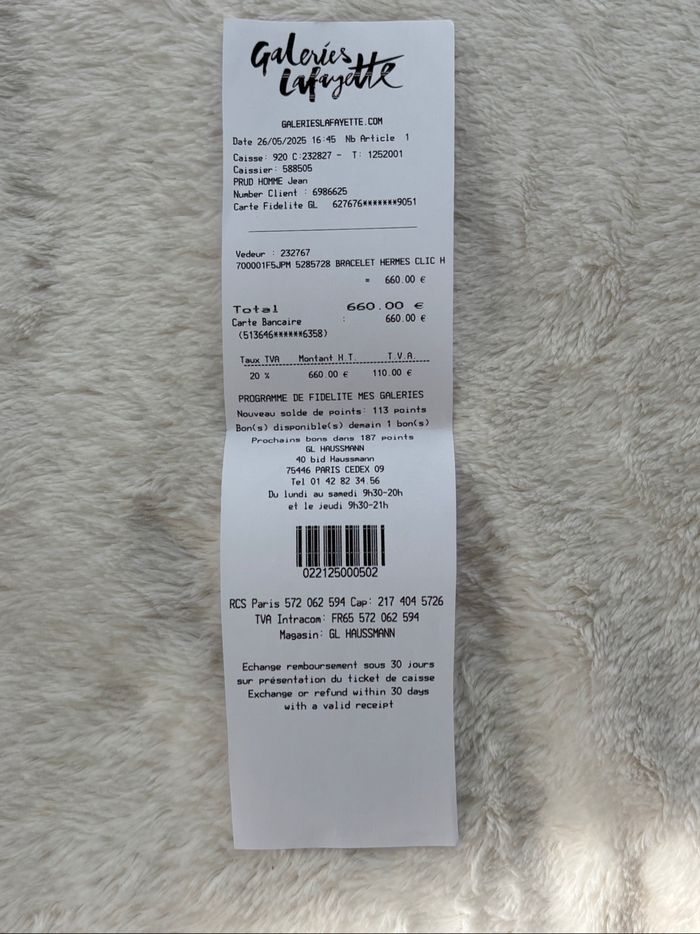 Galeries
Lafayette
GALERIESLAFAYETTE.COM
Date 26/05/2025 16:45 Nb Article 1
Caisse: 920 C:232827 - T: 1252001
Caissier: 588505
PRUD HOMME Jean
Number Client : 6986625
Carte Fidelite GL 627676*******9051
Vedeur : 232767
700001F5JPM 5285728 BRACELET HERMES CLIC H
= 660.00 €
Total 660.00 €
Carte Bancaire : 660.00 €
(513646******6358)
Taux TVA Montant H.T. T.V.A.
20 % 660.00 € 110.00 €
PROGRAMME DE FIDELITE MES GALERIES
Nouveau solde de points: 113 points
Bon(s) disponible(s) demain 1 bon(s)
Prochains bons dans 187 points
GL HAUSSMANN
40 bid Haussmann
75446 PARIS CEDEX 09
Tel 01 42 82 34.56
Du lundi au samedi 9h30-20h
et le jeudi 9h30-21h
022125000502
RCS Paris 572 062 594 Cap: 217 404 5726
TVA Intracom: FR65 572 062 594
Magasin: GL HAUSSMANN
Echange remboursement sous 30 jours
sur présentation du ticket de caisse
Exchange or refund within 30 days
with a valid receipt